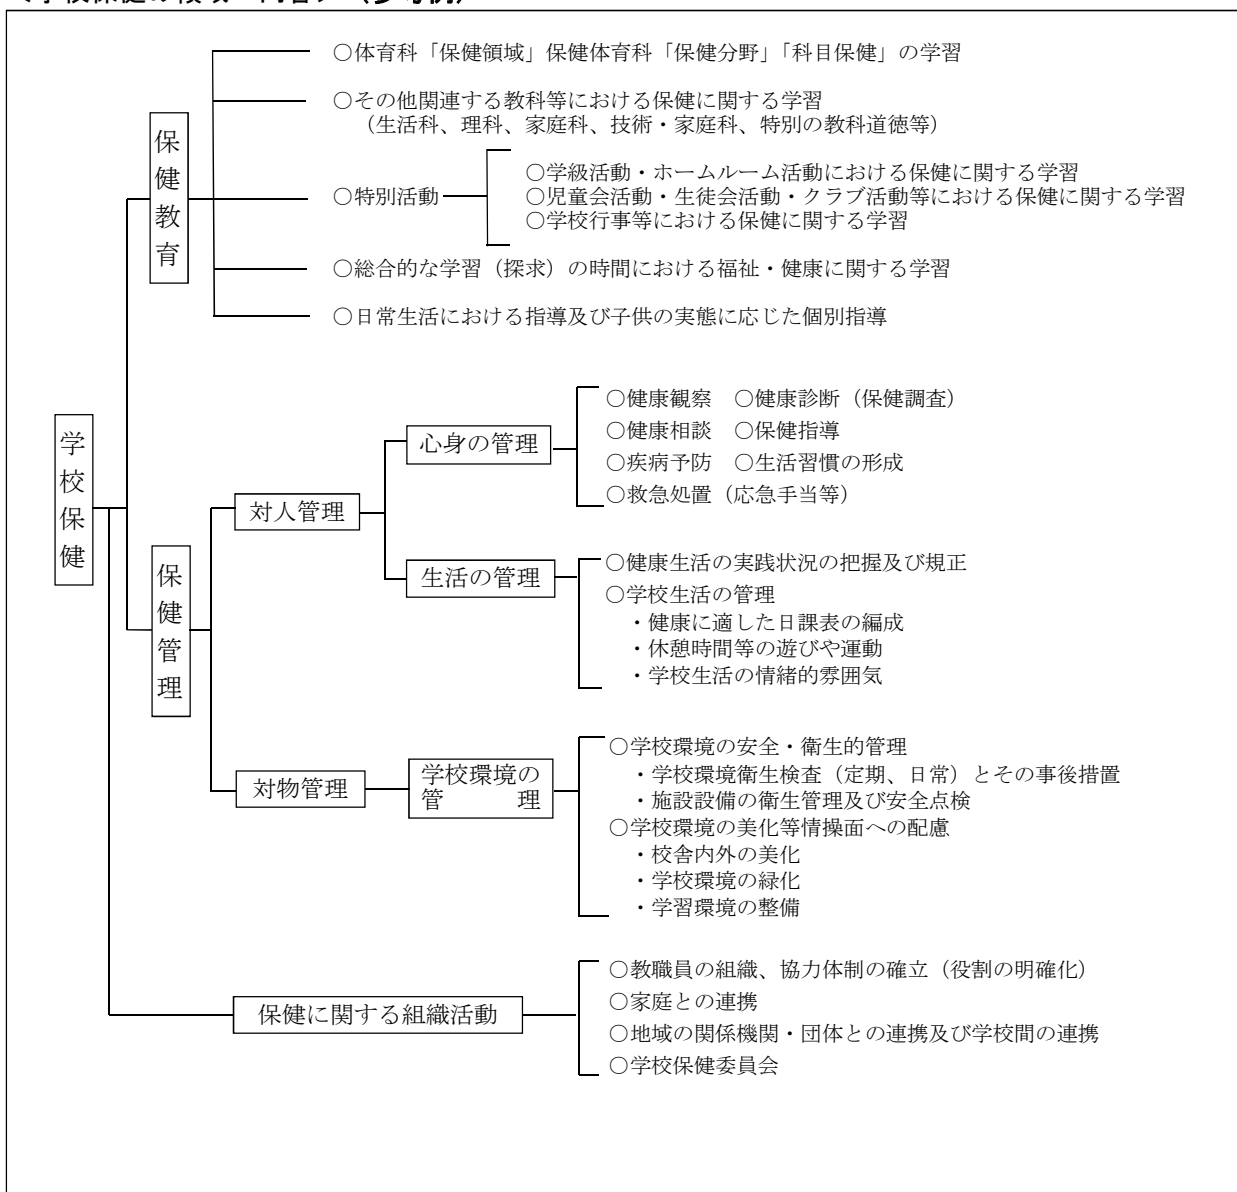 (参考例)
学校保健
保健教育
○体育科「保健領域」保健体育科「保健分野」「科目保健」の学習
○その他関連する教科等における保健に関する学習
(生活科、理科、家庭科、技術・家庭科、特別の教科道徳等)
○特別活動
○学級活動・ホームルーム活動における保健に関する学習
○児童会活動・生徒会活動・クラブ活動等における保健に関する学習
○学校行事等における保健に関する学習
○総合的な学習(探求)の時間における福祉・健康に関する学習
○日常生活における指導及び子供の実態に応じた個別指導
保健管理
対人管理
心身の管理
○健康観察 ○健康診断(保健調査)
○健康相談 ○保健指導
○疾病予防 ○生活習慣の形成
○救急処置(応急手当等)
生活の管理
○健康生活の実践状況の把握及び規正
○学校生活の管理
・健康に適した日課表の編成
・休憩時間等の遊びや運動
・学校生活の情緒的雰囲気
対物管理
学校環境の
管 理
○学校環境の安全・衛生的管理
・学校環境衛生検査(定期、日常)とその事後措置
・施設設備の衛生管理及び安全点検
○学校環境の美化等情操面への配慮
・校舎内外の美化
・学校環境の緑化
・学習環境の整備
保健に関する組織活動
○教職員の組織、協力体制の確立(役割の明確化)
○家庭との連携
○地域の関係機関・団体との連携及び学校間の連携
○学校保健委員会